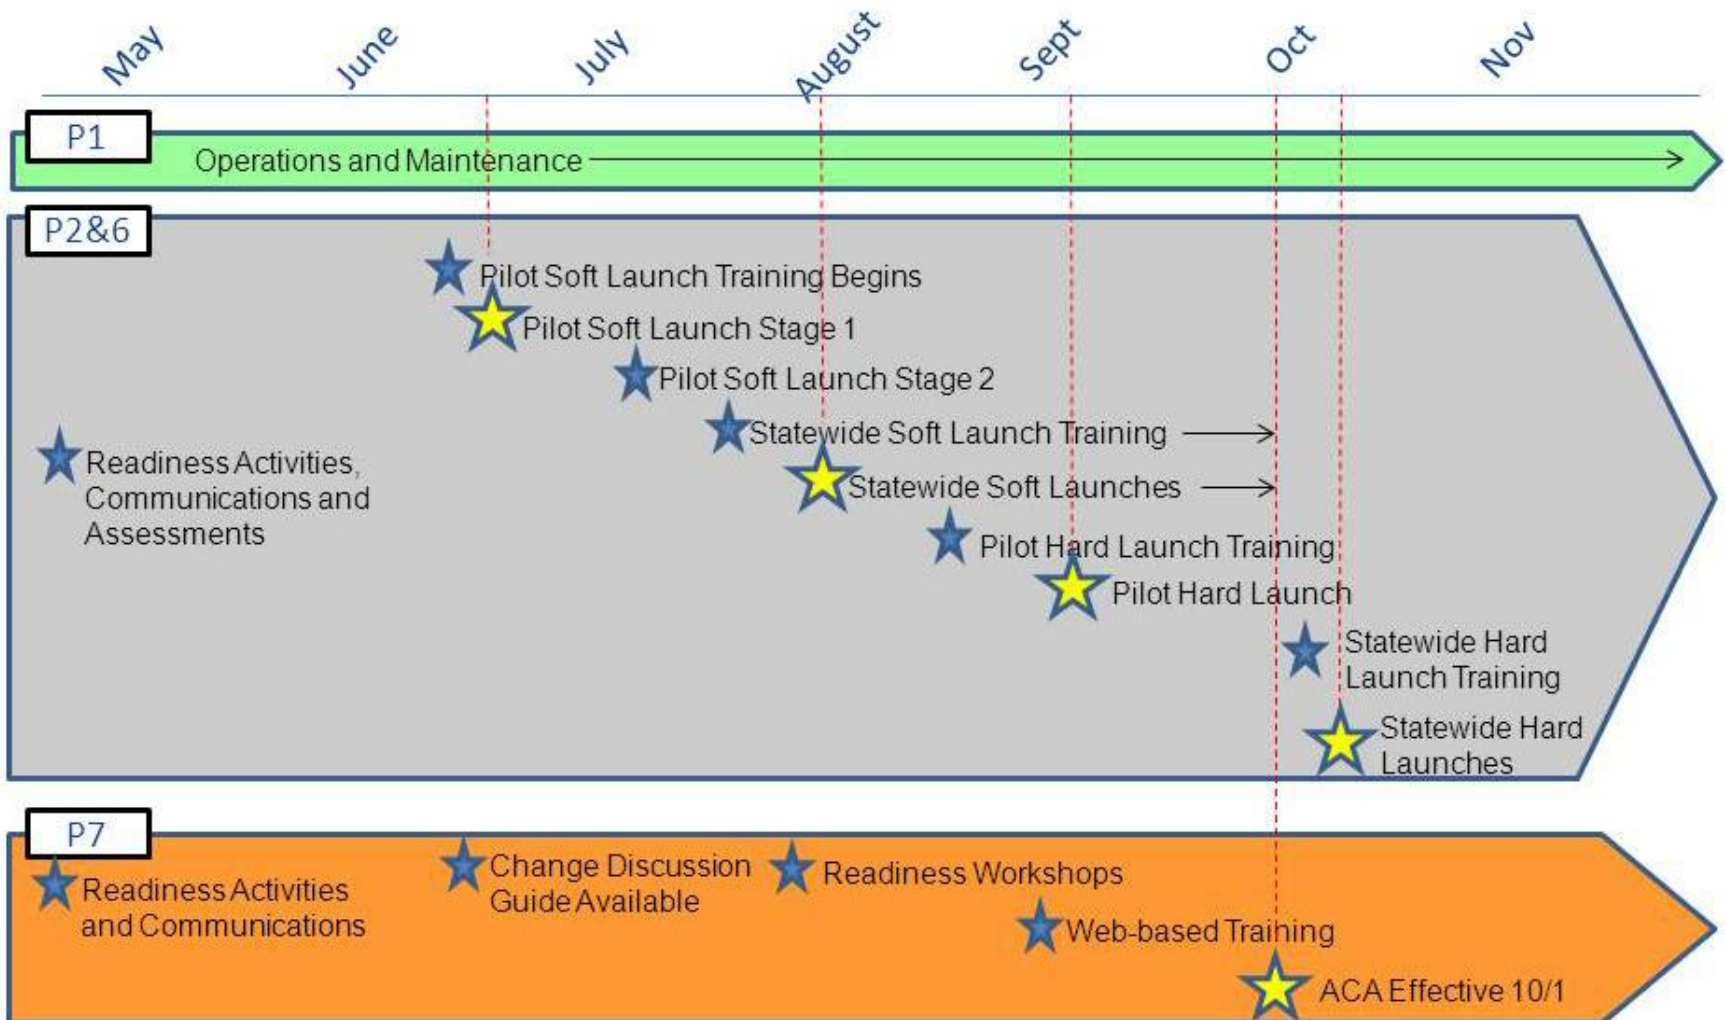 May
June
July
August
Sept
Oct
Nov
P1
Operations and Maintenance
P2&6
Pilot Soft Launch Training Begins
Pilot Soft Launch Stage 1
Pilot Soft Launch Stage 2
Statewide Soft Launch Training
Readiness Activities,
Communications and
Assessments
Statewide Soft Launches
Pilot Hard Launch Training
Pilot Hard Launch
Statewide Hard
Launch Training
Statewide Hard
Launches
P7
Readiness Activities
and Communications
Change Discussion
Guide Available
Readiness Workshops
Web-based Training
ACA Effective 10/1